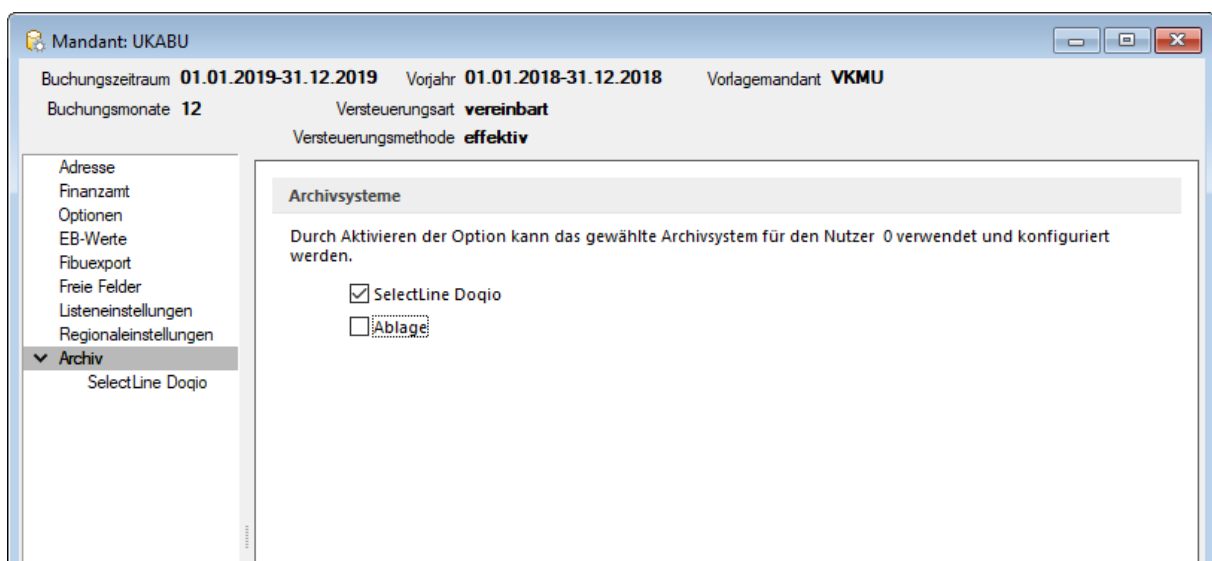 Mandant: UKABU
Buchungszeitraum 01.01.2019-31.12.2019 Vorjahr 01.01.2018-31.12.2018 Vorlagemandant VKMU
Buchungsmonate 12 Versteuerungsart vereinbart
Versteuerungsmethode effektiv
Adresse
Finanzamt
Optionen
EB-Werte
Fibuexport
Freie Felder
Listeneinstellungen
Regionaleinstellungen
Archiv
SelectLine Doqio
Archivsysteme
Durch Aktivieren der Option kann das gewählte Archivsystem für den Nutzer 0 verwendet und konfiguriert
werden.
SelectLine Doqio
Ablage